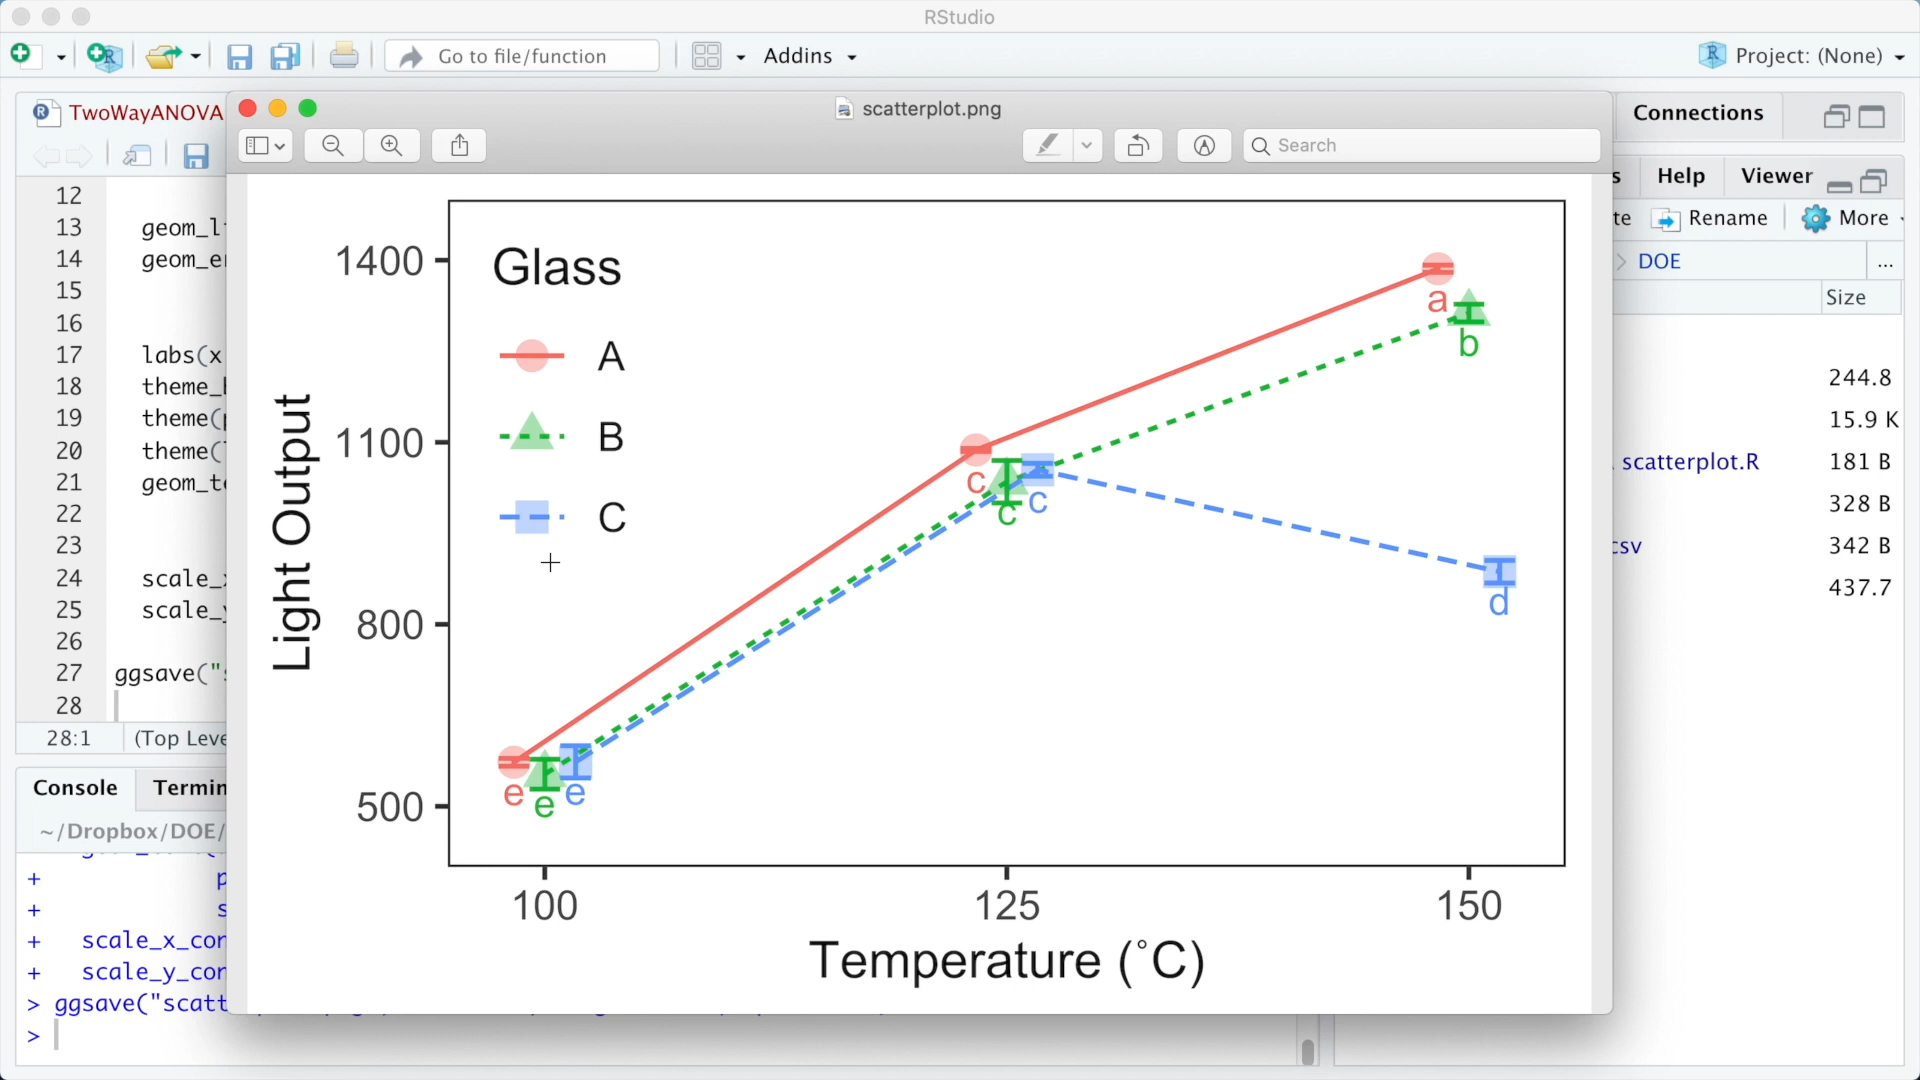 RStudio
Go to file/function
Addins
Project: (None)
TwoWayANOVA
scatterplot.png
Search
Connections
Help
Viewer
Rename
More
DOE
...
Size
244.8
15.9 K
scatterplot.R
181 B
328 B
csv
342 B
437.7
12
13 geom_l
14 geom_e
15
16
17 labs(x
18 theme_
19 theme(
20 theme(
21 geom_t
22
23
24 scale_
25 scale_
26
27 ggsave("
28
28:1
(Top Leve
Glass
A
B
C
Light Output
1400
1100
800
500
a
b
c
c
c
d
e
e
e
100
125
150
Temperature (°C)
Console
Termin
~/Dropbox/DOE/
+ p
+ s
+ scale_x_con
+ scale_y_con
> ggsave("scatt
>